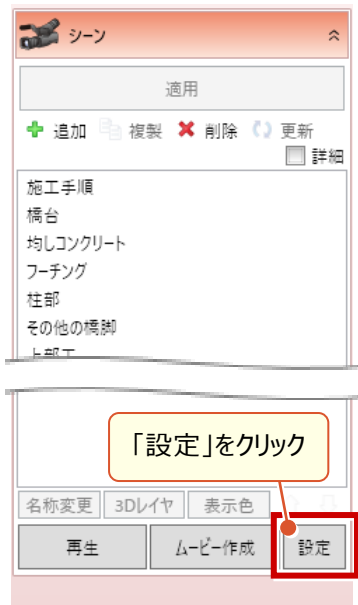 シーン
適用
追加 複製 削除 更新
詳細
施工手順
橋台
均しコンクリート
フーチング
柱部
その他の橋脚
上部工
「設定」をクリック
名称変更 3Dレイヤ 表示色
再生 ムービー作成 設定